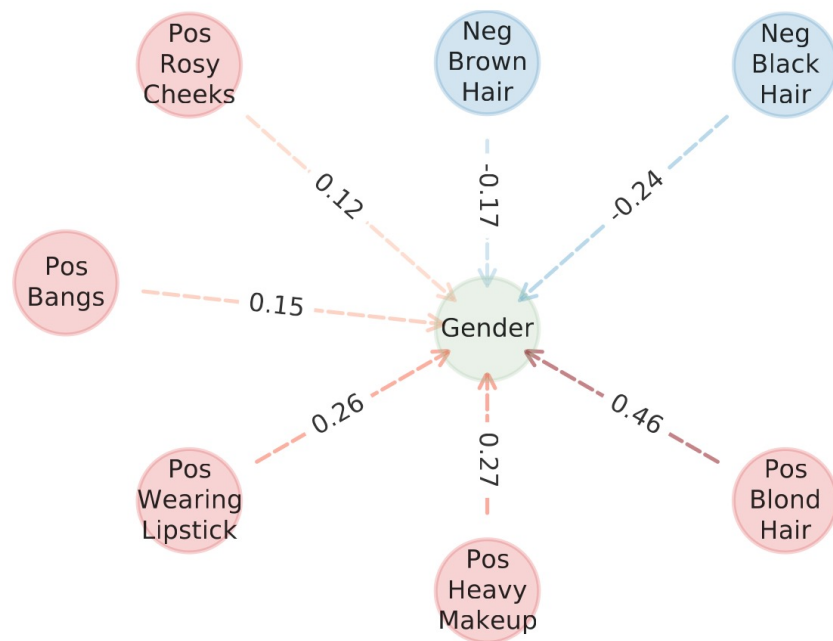 Pos
Rosy
Cheeks
Neg
Brown
Hair
Neg
Black
Hair
0.12
-0.17
-0.24
Pos
Bangs
0.15
Gender
0.26
0.27
0.46
Pos
Wearing
Lipstick
Pos
Heavy
Makeup
Pos
Blond
Hair